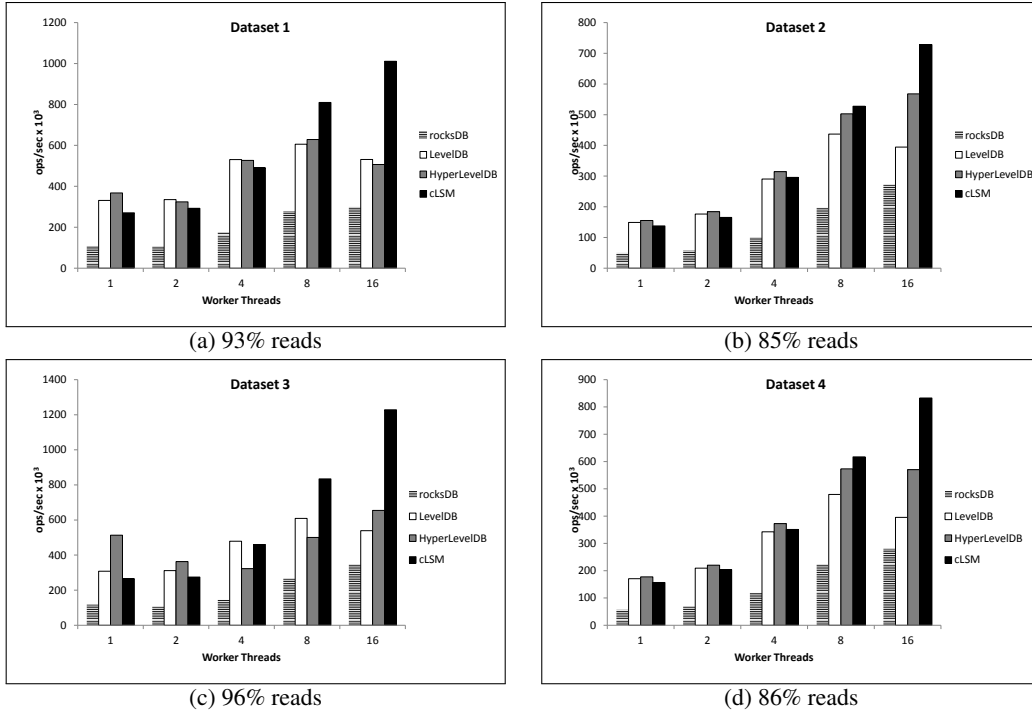 Dataset 1
1200
1000
800
600
400
200
0
ops/sec x 10³
1 2 4 8 16
Worker Threads
rocksDB
LevelDB
HyperLevelDB
cLSM
(a) 93% reads
Dataset 2
800
700
600
500
400
300
200
100
0
ops/sec x 10³
1 2 4 8 16
Worker Threads
rocksDB
LevelDB
HyperLevelDB
cLSM
(b) 85% reads
Dataset 3
1400
1200
1000
800
600
400
200
0
ops/sec x 10³
1 2 4 8 16
Worker Threads
rocksDB
LevelDB
HyperLevelDB
cLSM
(c) 96% reads
Dataset 4
900
800
700
600
500
400
300
200
100
0
ops/sec x 10³
1 2 4 8 16
Worker Threads
rocksDB
LevelDB
HyperLevelDB
cLSM
(d) 86% reads